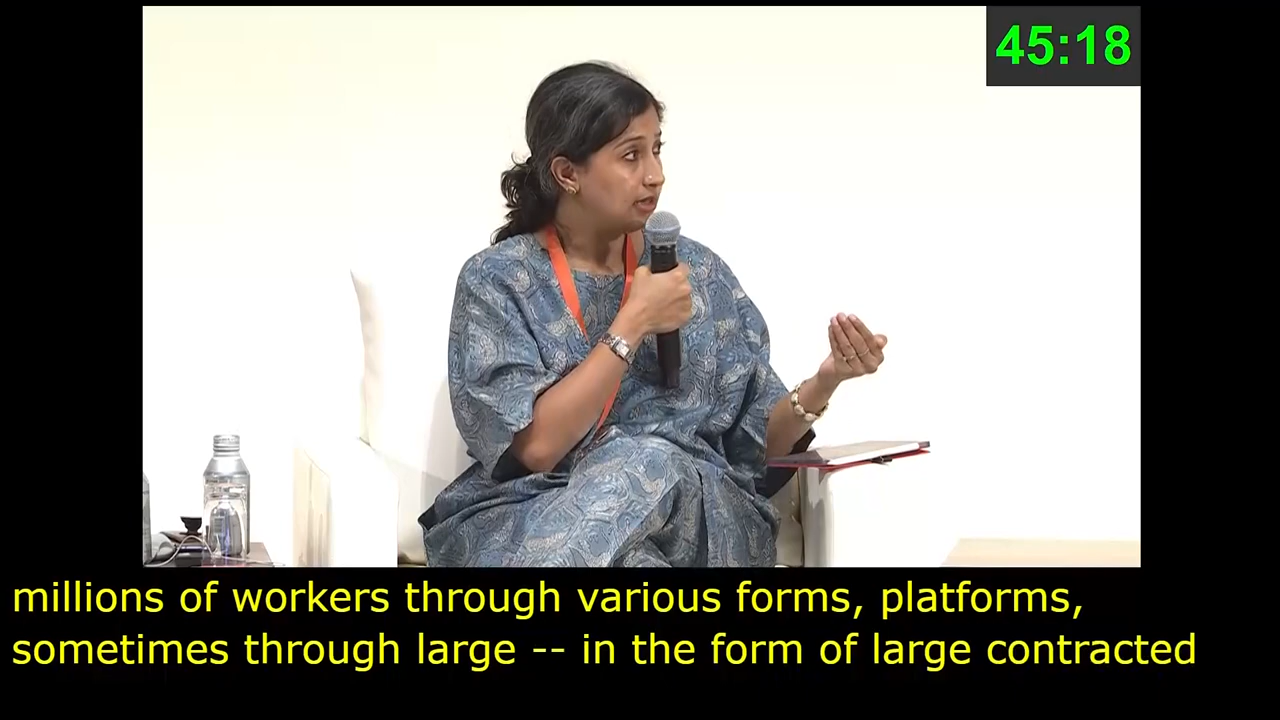 45:18
millions of workers through various forms, platforms,
sometimes through large -- in the form of large contracted